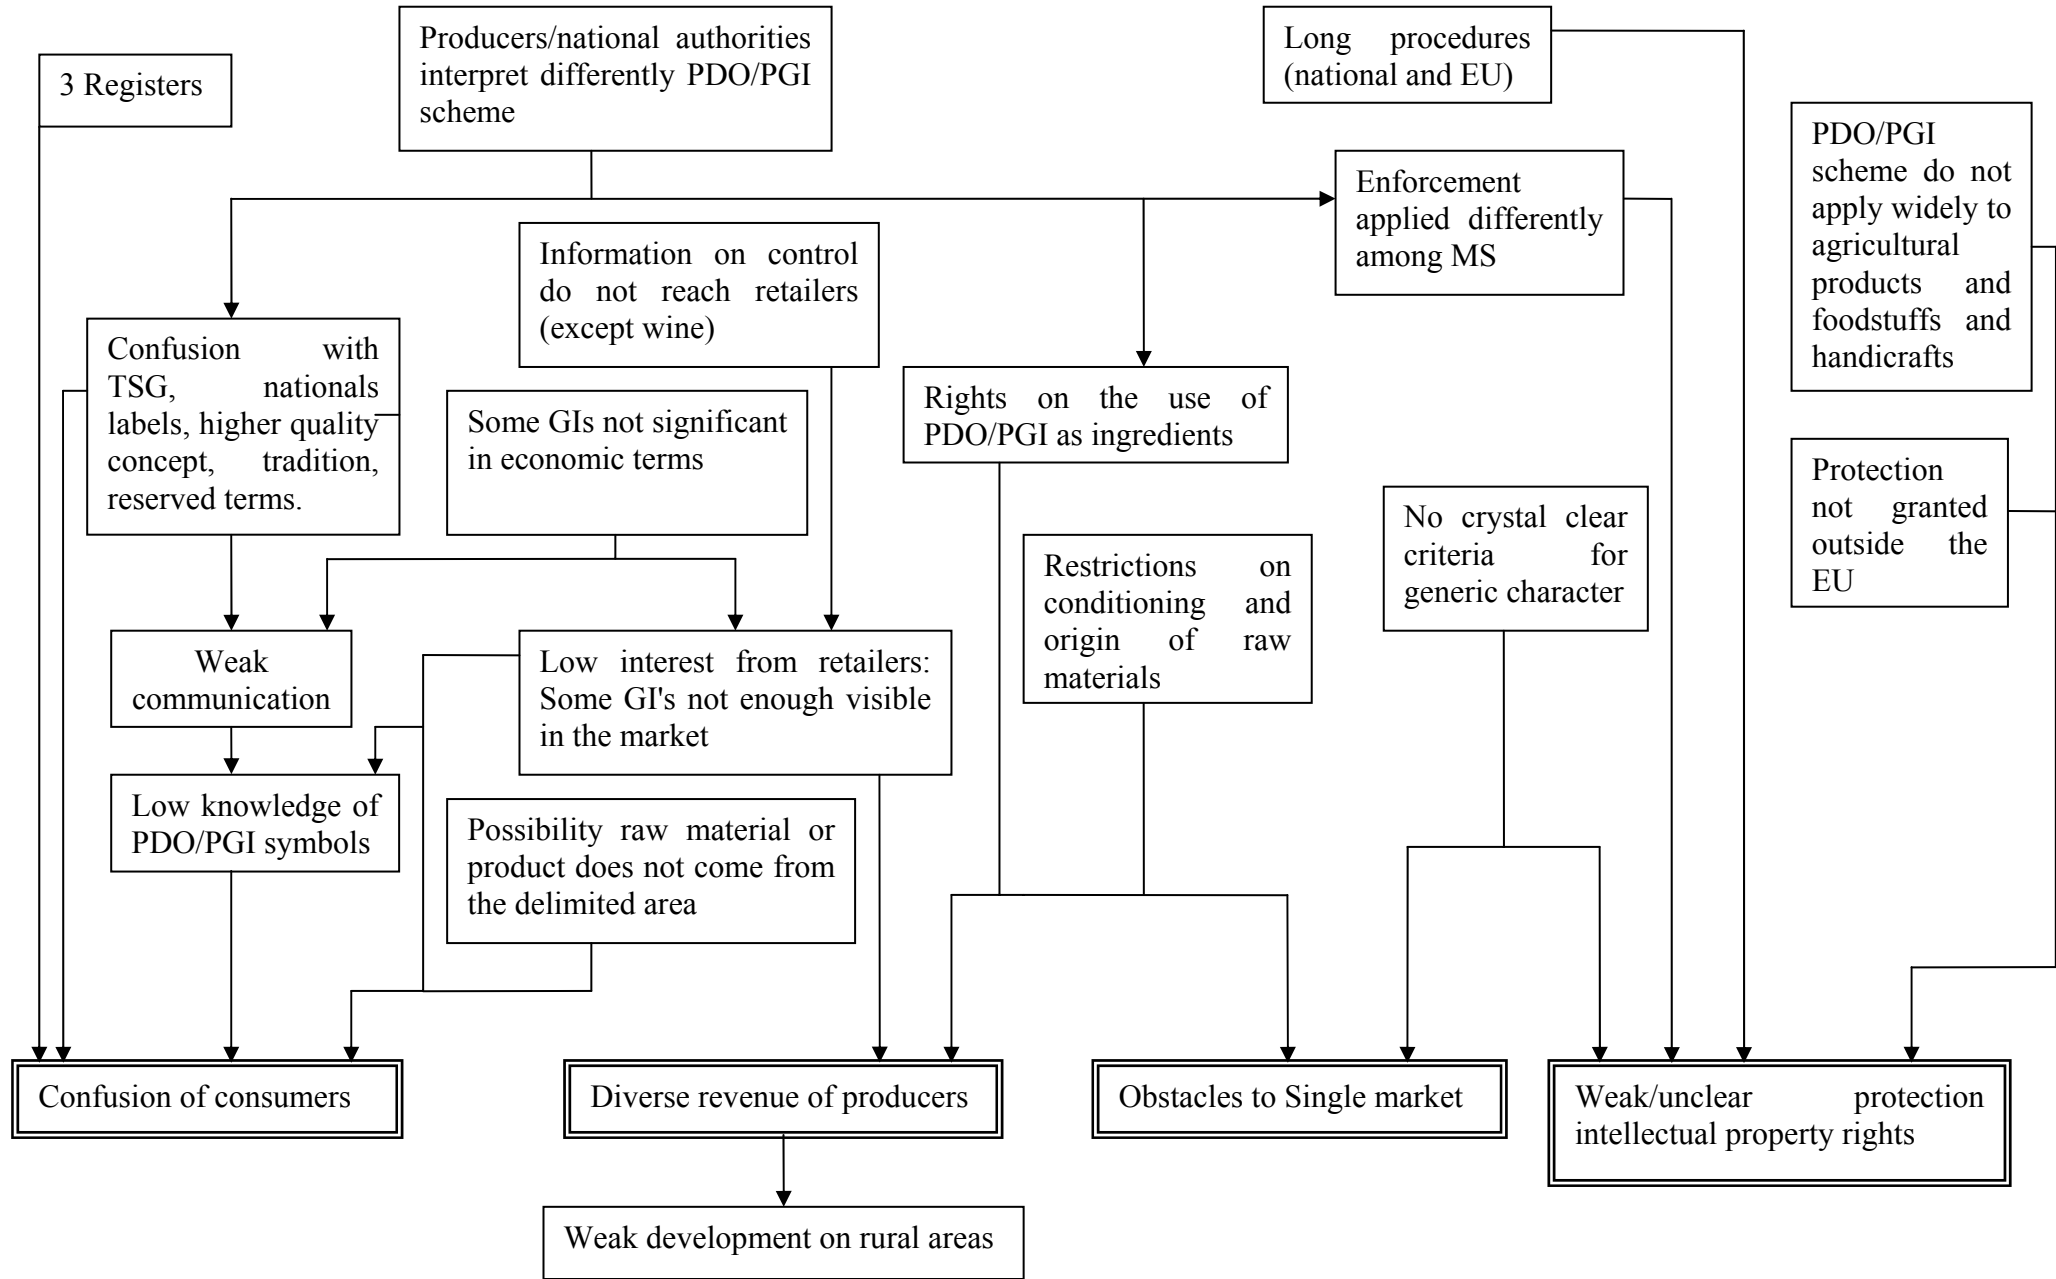 3 Registers
Producers/national authorities
interpret differently PDO/PGI
scheme
Long procedures
(national and EU)
PDO/PGI
scheme do not
apply widely to
agricultural
products and
foodstuffs and
handicrafts
Enforcement
applied differently
among MS
Information on control
do not reach retailers
(except wine)
Confusion with
TSG, nationals
labels, higher quality
concept, tradition,
reserved terms.
Some GIs not significant
in economic terms
Rights on the use of
PDO/PGI as ingredients
Protection
not granted
outside the
EU
No crystal clear
criteria for
generic character
Restrictions on
conditioning and
origin of raw
materials
Weak
communication
Low interest from retailers:
Some GI's not enough visible
in the market
Low knowledge of
PDO/PGI symbols
Possibility raw material or
product does not come from
the delimited area
Confusion of consumers
Diverse revenue of producers
Obstacles to Single market
Weak/unclear protection
intellectual property rights
Weak development on rural areas